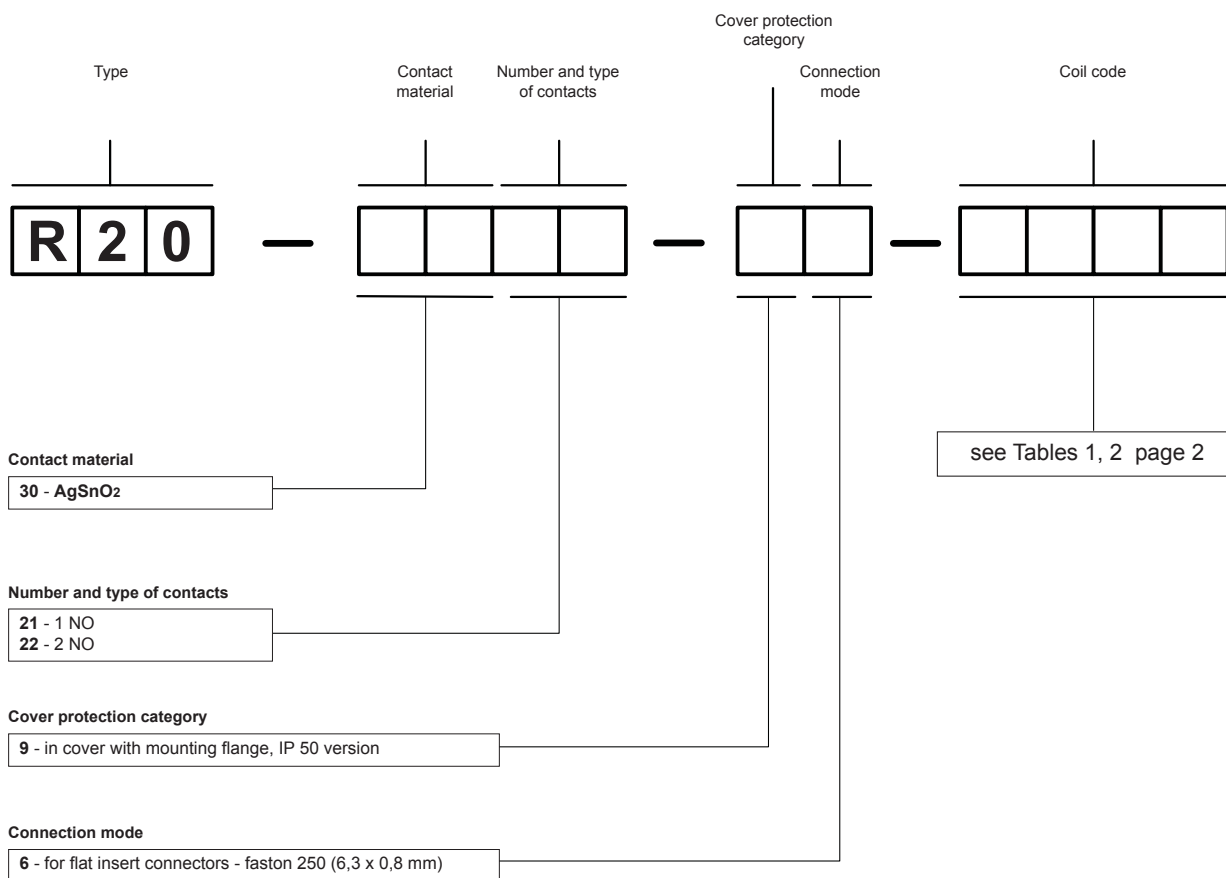 Cover protection
category
Type
Contact
material
Number and type
of contacts
Connection
mode
Coil code
R 2 0 — — —
see Tables 1, 2 page 2
Contact material
30 - AgSnO2
Number and type of contacts
21 - 1 NO
22 - 2 NO
Cover protection category
9 - in cover with mounting flange, IP 50 version
Connection mode
6 - for flat insert connectors - faston 250 (6,3 x 0,8 mm)